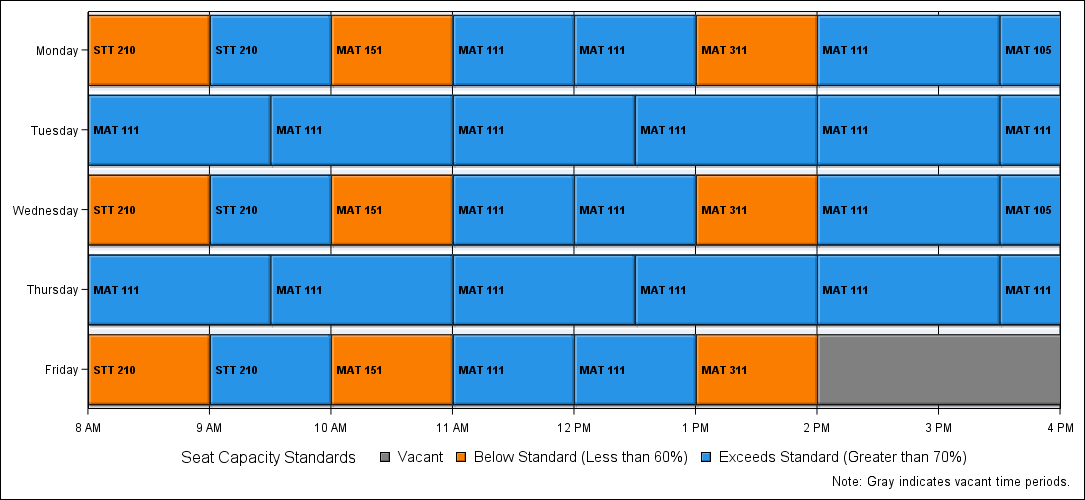 Monday STT 210 STT 210 MAT 151 MAT 111 MAT 111 MAT 311 MAT 111 MAT 105
Tuesday MAT 111 MAT 111 MAT 111 MAT 111 MAT 111 MAT 111
Wednesday STT 210 STT 210 MAT 151 MAT 111 MAT 111 MAT 311 MAT 111 MAT 105
Thursday MAT 111 MAT 111 MAT 111 MAT 111 MAT 111 MAT 111
Friday STT 210 STT 210 MAT 151 MAT 111 MAT 111 MAT 311
8 AM 9 AM 10 AM 11 AM 12 PM 1 PM 2 PM 3 PM 4 PM
Seat Capacity Standards Vacant Below Standard (Less than 60%) Exceeds Standard (Greater than 70%)
Note: Gray indicates vacant time periods.